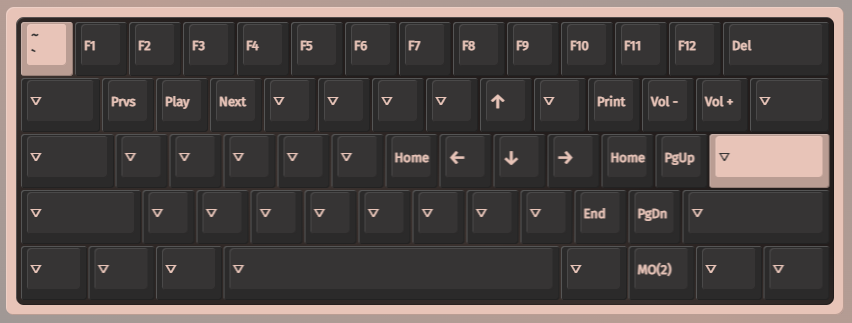 ~
` F1 F2 F3 F4 F5 F6 F7 F8 F9 F10 F11 F12 Del
▽ Prvs Play Next ▽ ▽ ▽ ▽ ↑ ▽ Print Vol - Vol + ▽
▽ ▽ ▽ ▽ ▽ ▽ Home ← ↓ → Home PgUp ▽
▽ ▽ ▽ ▽ ▽ ▽ ▽ ▽ ▽ End PgDn ▽
▽ ▽ ▽ ▽ ▽ MO(2) ▽ ▽